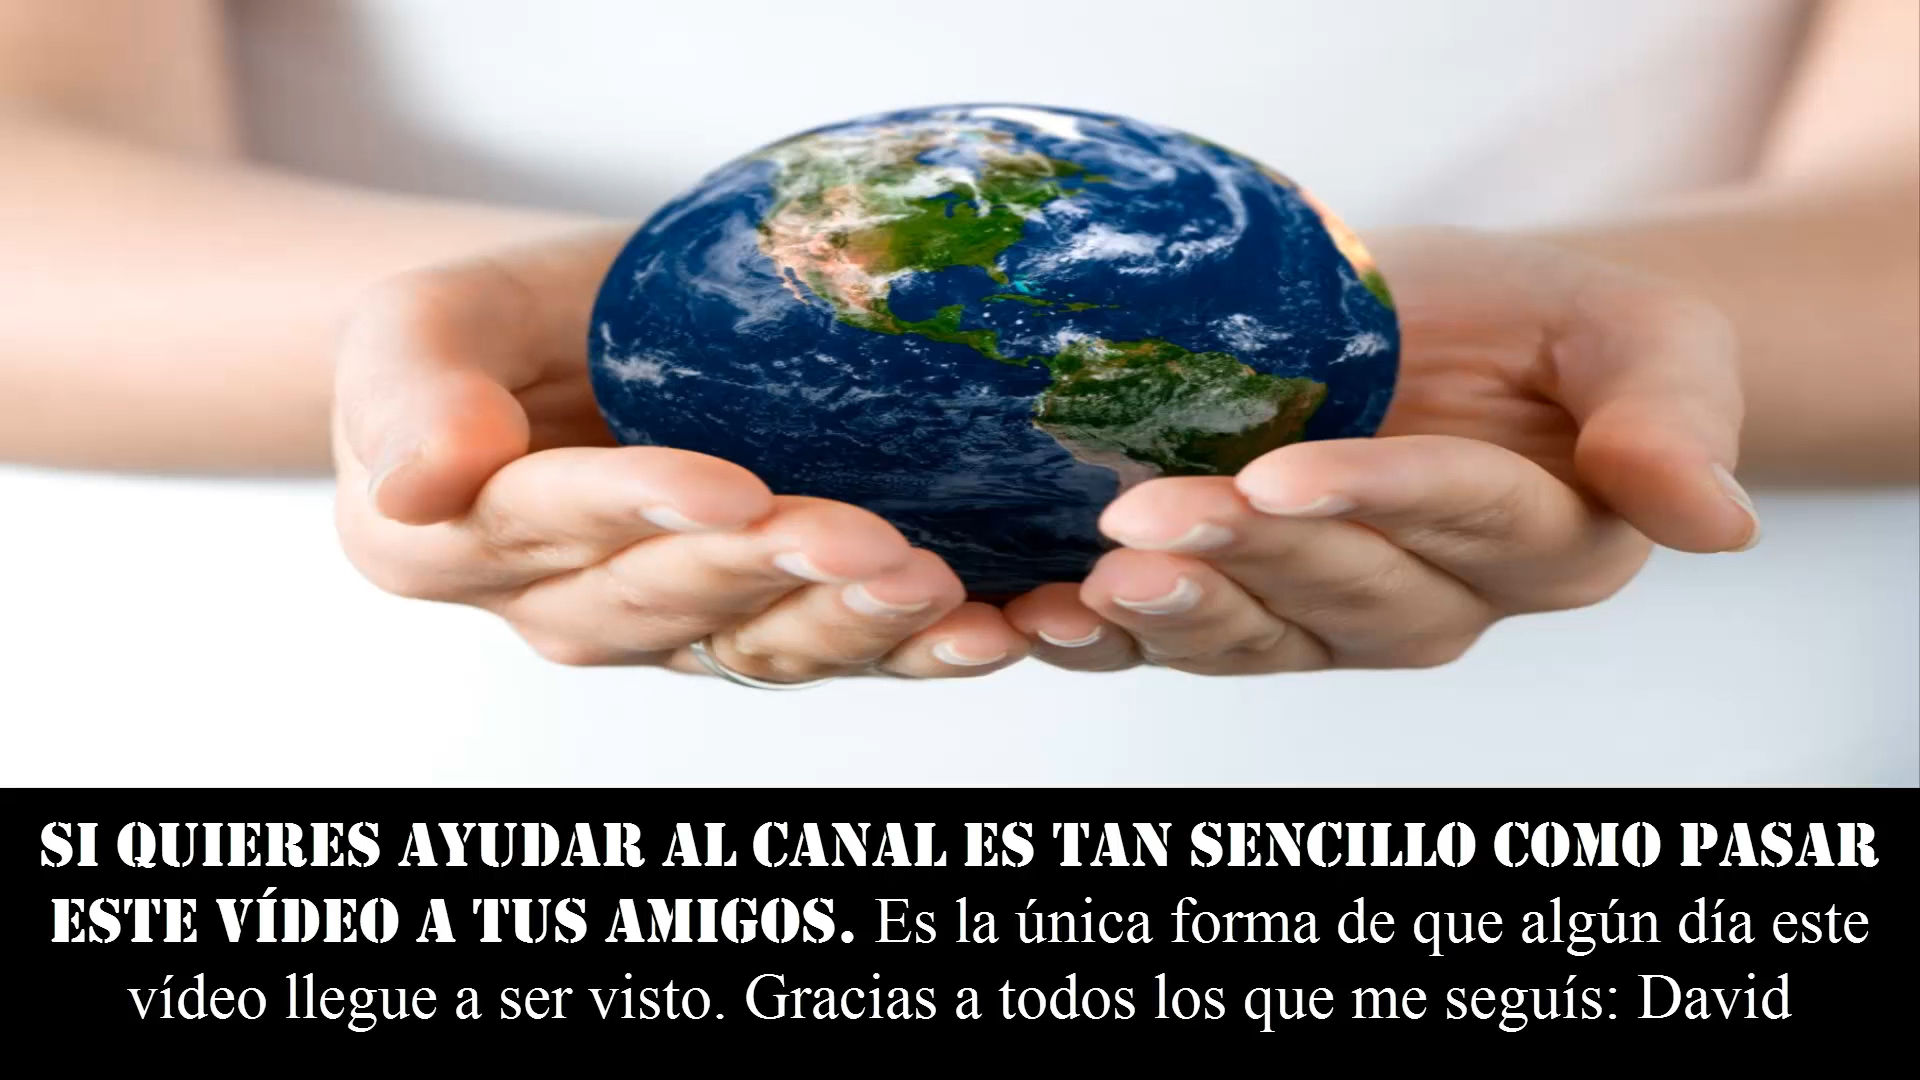 SI QUIERES AYUDAR AL CANAL ES TAN SENCILLO COMO PASAR
ESTE VÍDEO A TUS AMIGOS. Es la única forma de que algún día este
vídeo llegue a ser visto. Gracias a todos los que me seguís: David